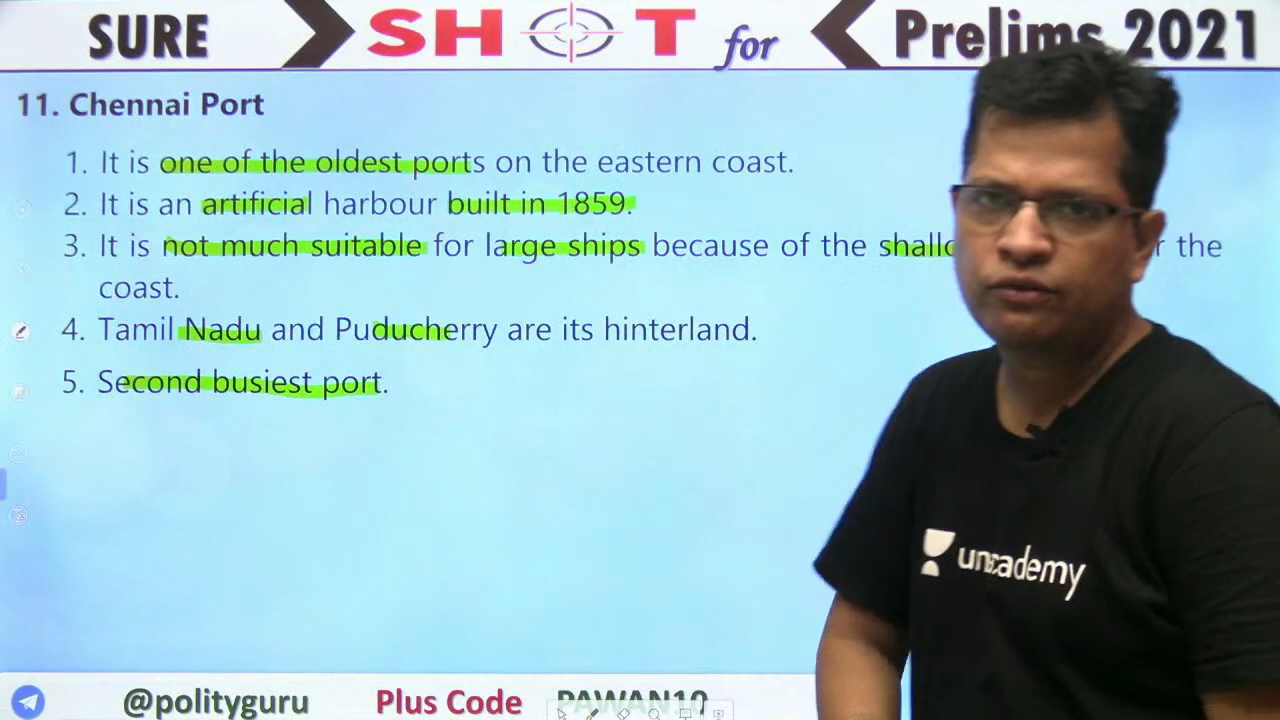 SURE SHOT for Prelims 2021
11. Chennai Port
1. It is one of the oldest ports on the eastern coast.
2. It is an artificial harbour built in 1859.
3. It is not much suitable for large ships because of the the
coast.
4. Tamil Nadu and Puducherry are its hinterland.
5. Second busiest port.
unacademy
@polityguru Plus Code PAWAN10